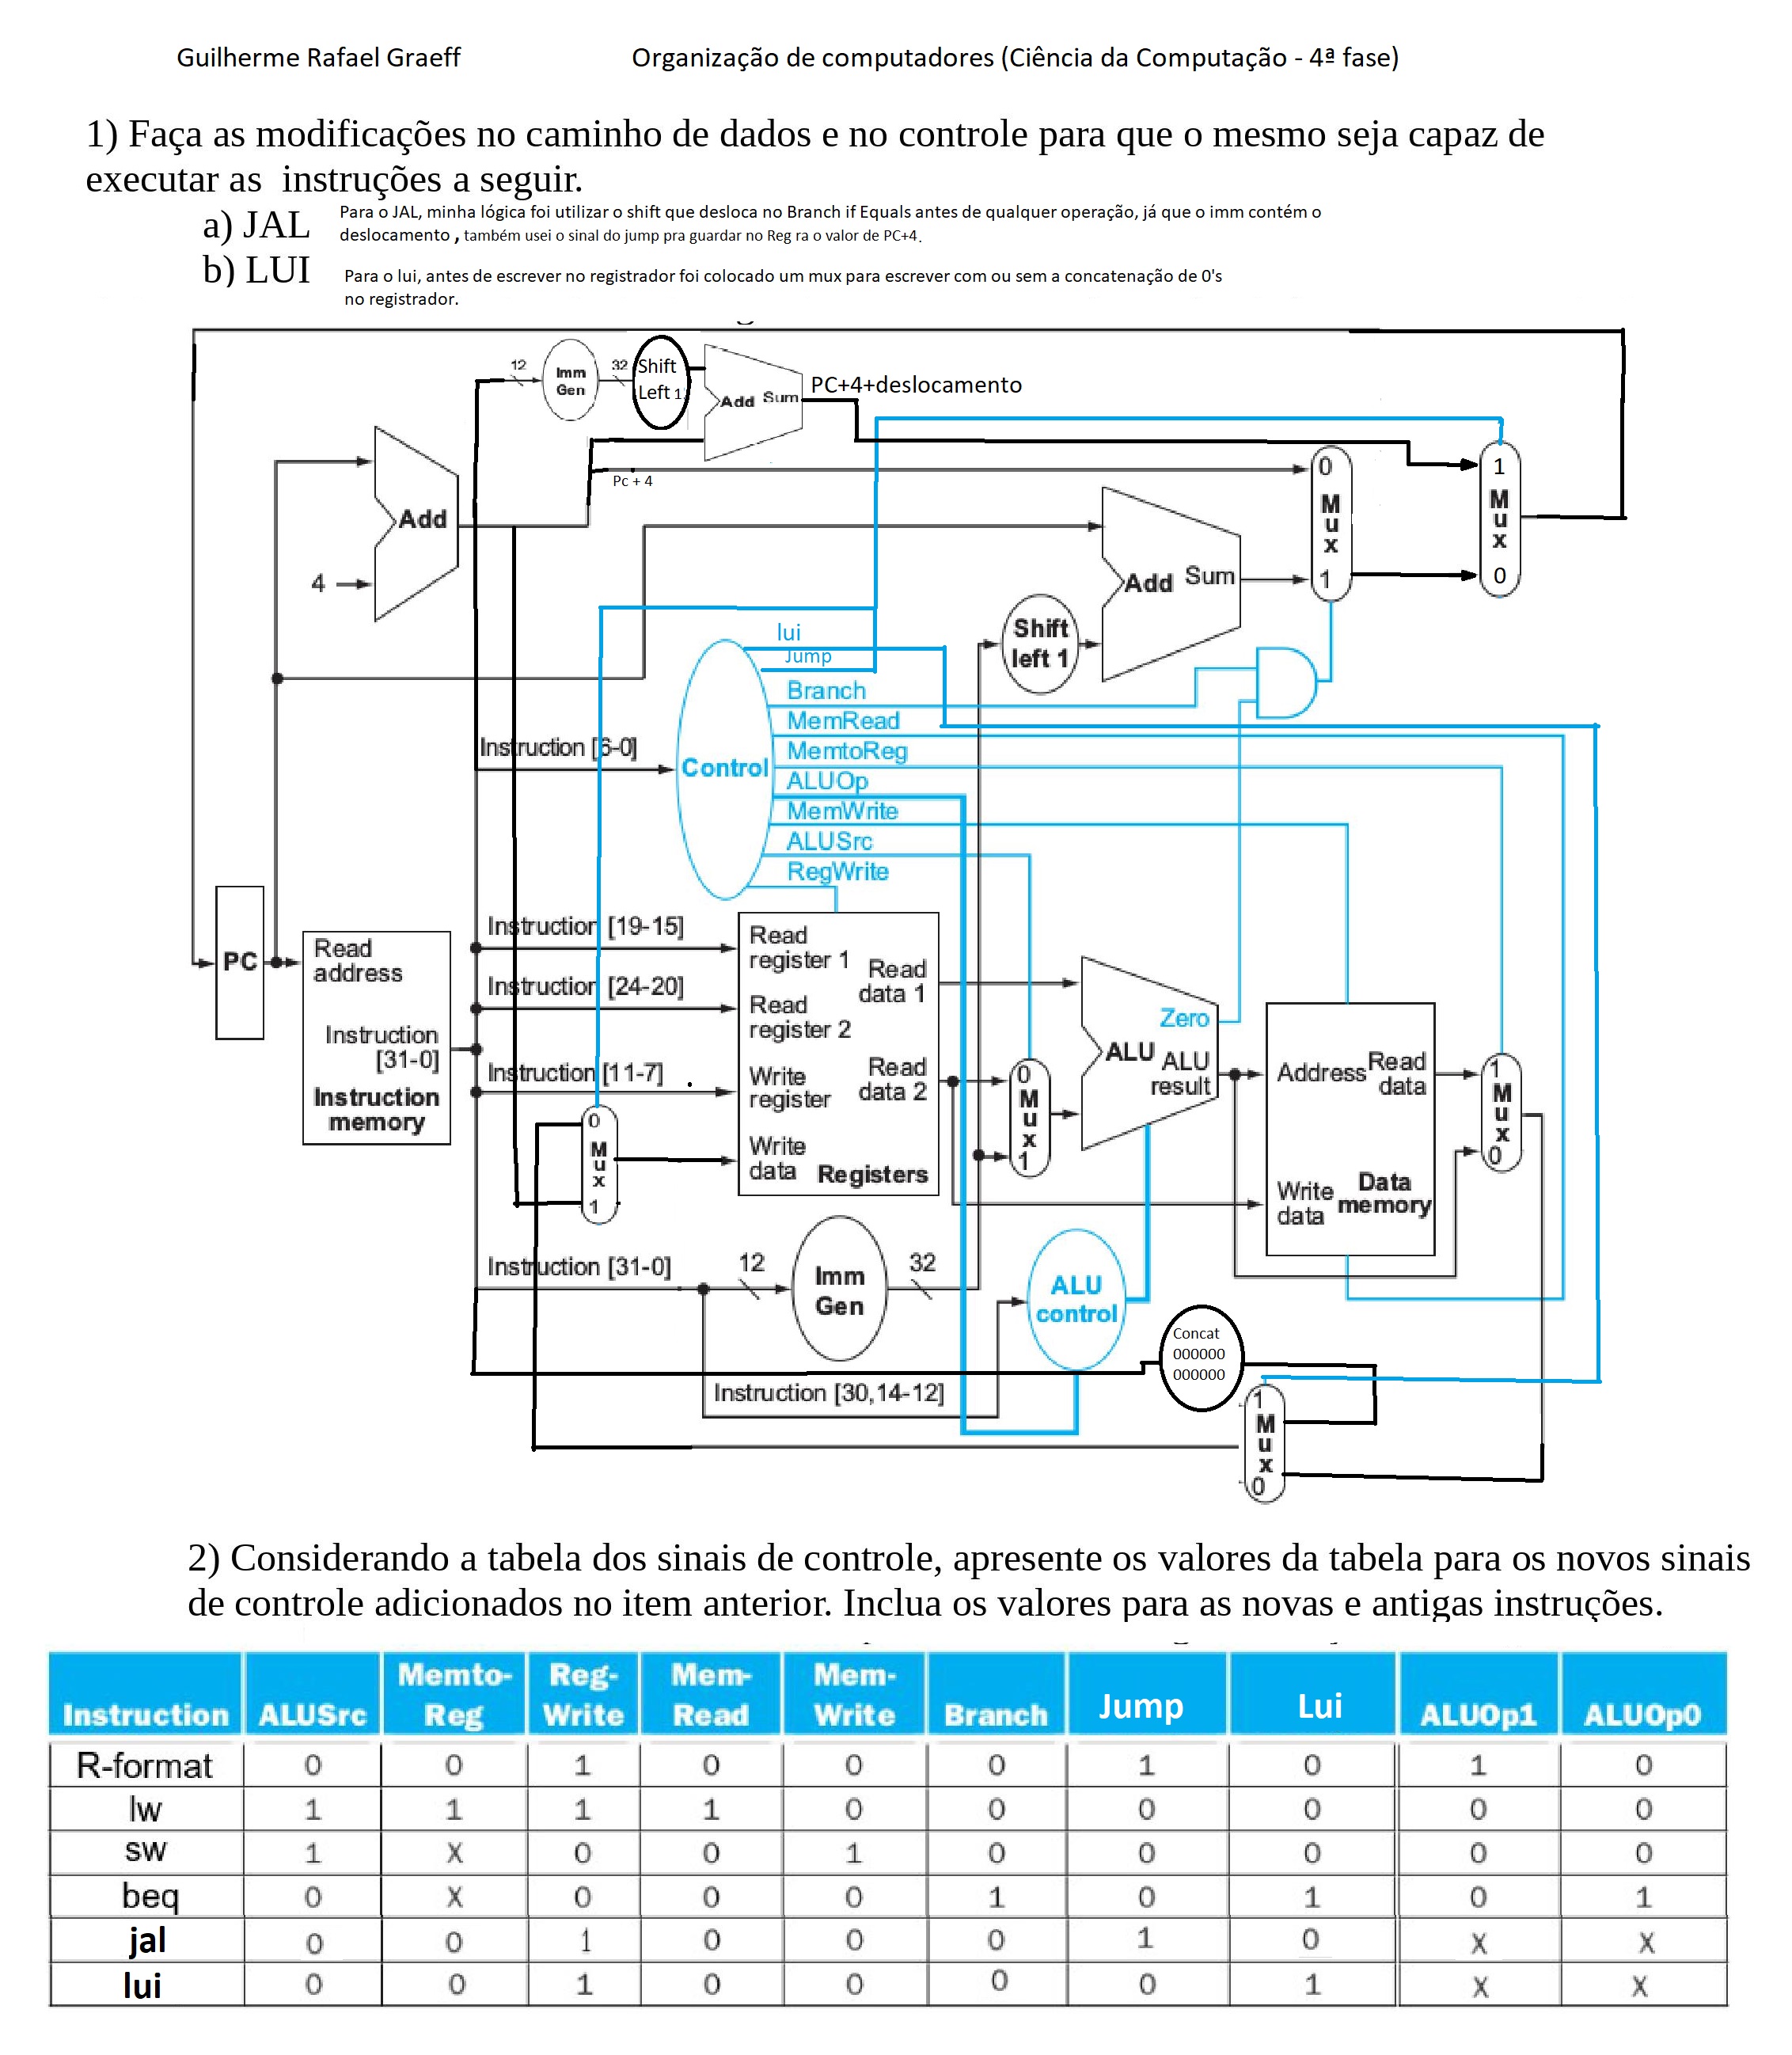 Guilherme Rafael Graeff Organização de computadores (Ciência da Computação - 4ª fase)
1) Faça as modificações no caminho de dados e no controle para que o mesmo seja capaz de
executar as instruções a seguir.
a) JAL
Para o JAL, minha lógica foi utilizar o shift que desloca no Branch if Equals antes de qualquer operação, já que o imm contém o
deslocamento , também usei o sinal do jump pra guardar no Reg ra o valor de PC+4.
b) LUI
Para o lui, antes de escrever no registrador foi colocado um mux para escrever com ou sem a concatenação de 0's
no registrador.
12
Imm
Gen
32
Shift
Left 1
Add Sum
PC+4+deslocamento
Pc + 4
Add
4
0
Mux
1
1
Mux
0
Add Sum
Shift
left 1
lui
Jump
Branch
MemRead
MemtoReg
ALUOp
MemWrite
ALUSrc
RegWrite
Instruction [6-0]
Control
PC
Read
address
Instruction
[31-0]
Instruction
memory
Instruction [19-15]
Instruction [24-20]
Instruction [11-7]
Read
register 1
Read
data 1
Read
register 2
Write
register
Read
data 2
Write
data
Registers
0
Mux
1
0
Mux
1
Zero
ALU
ALU
result
Address
Read
data
Write
data
Data
memory
1
Mux
0
Instruction [31-0]
12
Imm
Gen
32
ALU
control
Instruction [30,14-12]
Concat
000000
000000
1
Mux
0
2) Considerando a tabela dos sinais de controle, apresente os valores da tabela para os novos sinais
de controle adicionados no item anterior. Inclua os valores para as novas e antigas instruções.
Instruction ALUSrc Memto-Reg Reg-Write Mem-Read Mem-Write Branch Jump Lui ALUOp1 ALUOp0
R-format 0 0 1 0 0 0 1 0 1 0
lw 1 1 1 1 0 0 0 0 0 0
sw 1 X 0 0 1 0 0 0 0 0
beq 0 X 0 0 0 1 0 1 0 1
jal 0 0 1 0 0 0 1 0 X X
lui 0 0 1 0 0 0 0 1 X X